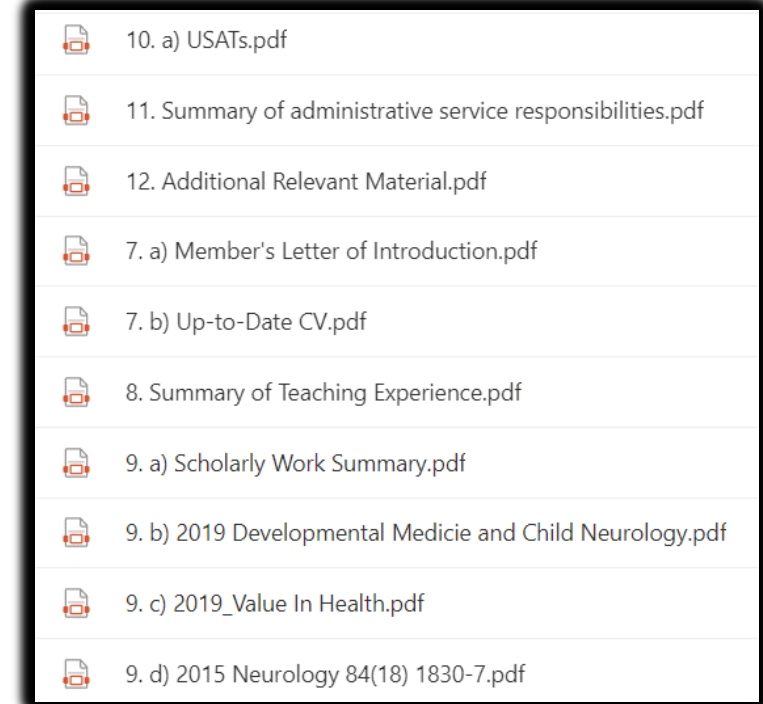 10. a) USATs.pdf
11. Summary of administrative service responsibilities.pdf
12. Additional Relevant Material.pdf
7. a) Member's Letter of Introduction.pdf
7. b) Up-to-Date CV.pdf
8. Summary of Teaching Experience.pdf
9. a) Scholarly Work Summary.pdf
9. b) 2019 Developmental Medicie and Child Neurology.pdf
9. c) 2019_Value In Health.pdf
9. d) 2015 Neurology 84(18) 1830-7.pdf